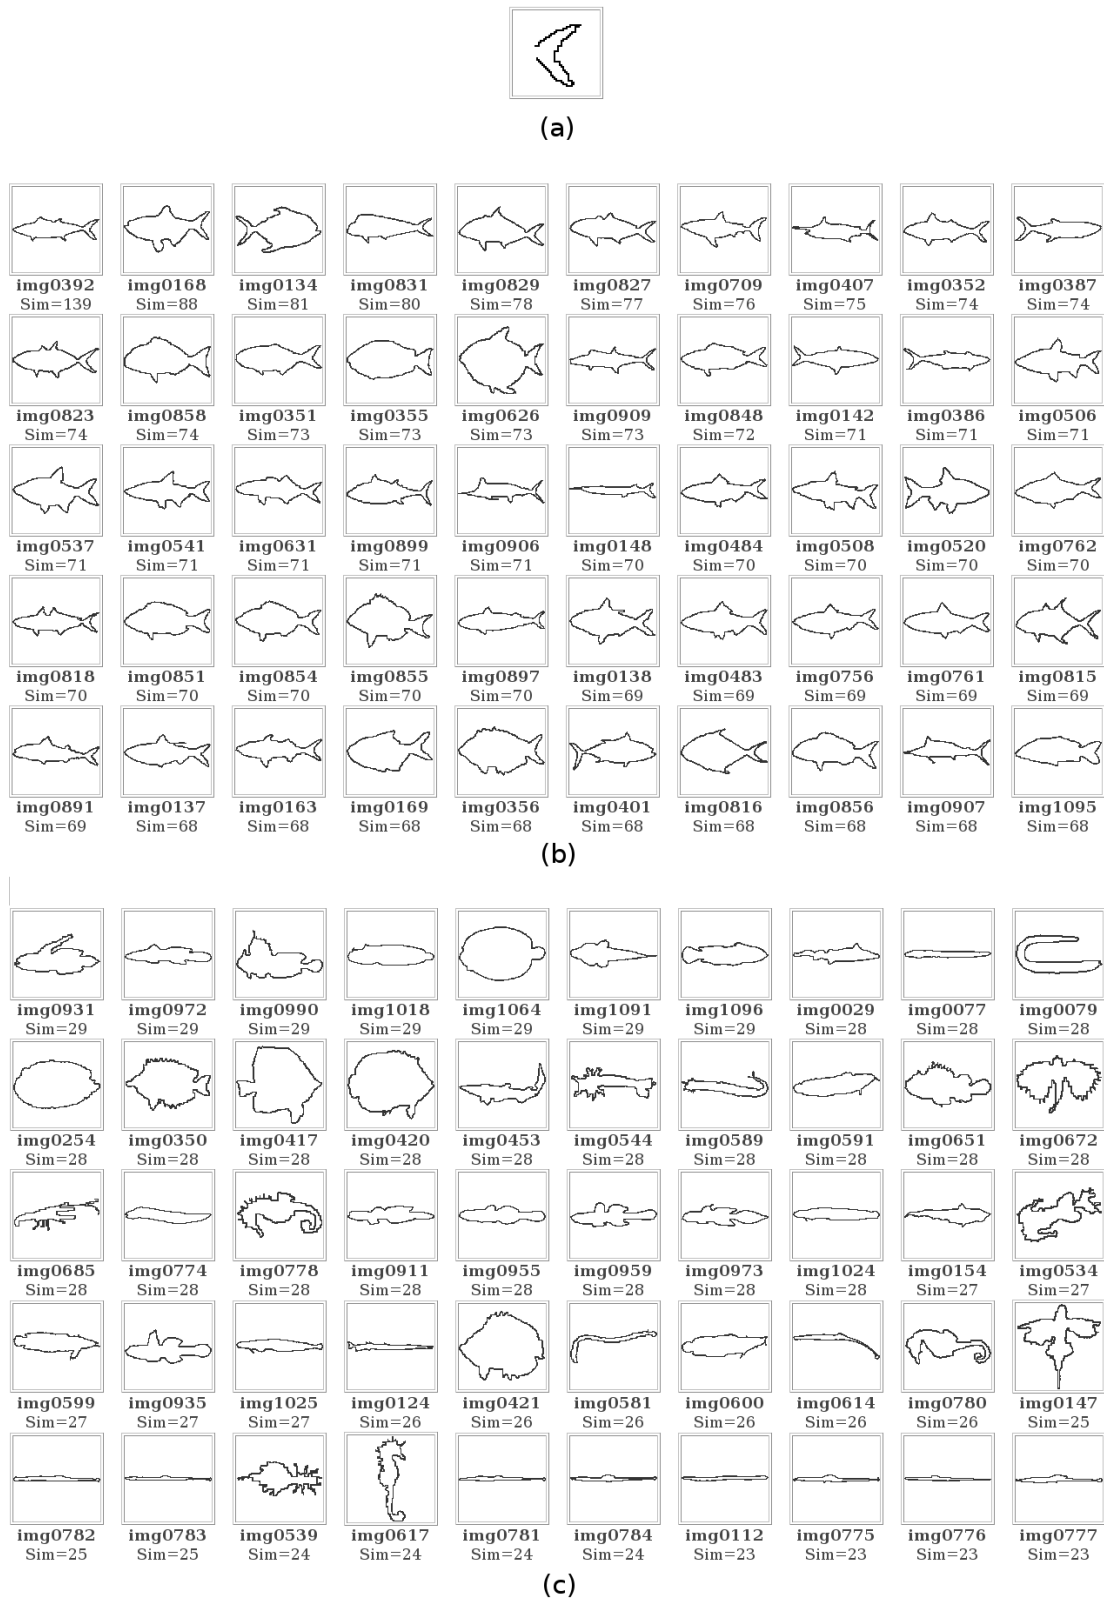 (a)
img0392 img0168 img0134 img0831 img0829 img0827 img0709 img0407 img0352 img0387
Sim=139 Sim=88 Sim=81 Sim=80 Sim=78 Sim=77 Sim=76 Sim=75 Sim=74 Sim=74
img0823 img0858 img0351 img0355 img0626 img0909 img0848 img0142 img0386 img0506
Sim=74 Sim=74 Sim=73 Sim=73 Sim=73 Sim=73 Sim=72 Sim=71 Sim=71 Sim=71
img0537 img0541 img0631 img0899 img0906 img0148 img0484 img0508 img0520 img0762
Sim=71 Sim=71 Sim=71 Sim=71 Sim=71 Sim=70 Sim=70 Sim=70 Sim=70 Sim=70
img0818 img0851 img0854 img0855 img0897 img0138 img0483 img0756 img0761 img0815
Sim=70 Sim=70 Sim=70 Sim=70 Sim=70 Sim=69 Sim=69 Sim=69 Sim=69 Sim=69
img0891 img0137 img0163 img0169 img0356 img0401 img0816 img0856 img0907 img1095
Sim=69 Sim=68 Sim=68 Sim=68 Sim=68 Sim=68 Sim=68 Sim=68 Sim=68 Sim=68
(b)
img0931 img0972 img0990 img1018 img1064 img1091 img1096 img0029 img0077 img0079
Sim=29 Sim=29 Sim=29 Sim=29 Sim=29 Sim=29 Sim=29 Sim=28 Sim=28 Sim=28
img0254 img0350 img0417 img0420 img0453 img0544 img0589 img0591 img0651 img0672
Sim=28 Sim=28 Sim=28 Sim=28 Sim=28 Sim=28 Sim=28 Sim=28 Sim=28 Sim=28
img0685 img0774 img0778 img0911 img0955 img0959 img0973 img1024 img0154 img0534
Sim=28 Sim=28 Sim=28 Sim=28 Sim=28 Sim=28 Sim=28 Sim=28 Sim=27 Sim=27
img0599 img0935 img1025 img0124 img0421 img0581 img0600 img0614 img0780 img0147
Sim=27 Sim=27 Sim=27 Sim=26 Sim=26 Sim=26 Sim=26 Sim=26 Sim=26 Sim=25
img0782 img0783 img0539 img0617 img0781 img0784 img0112 img0775 img0776 img0777
Sim=25 Sim=25 Sim=24 Sim=24 Sim=24 Sim=24 Sim=23 Sim=23 Sim=23 Sim=23
(c)